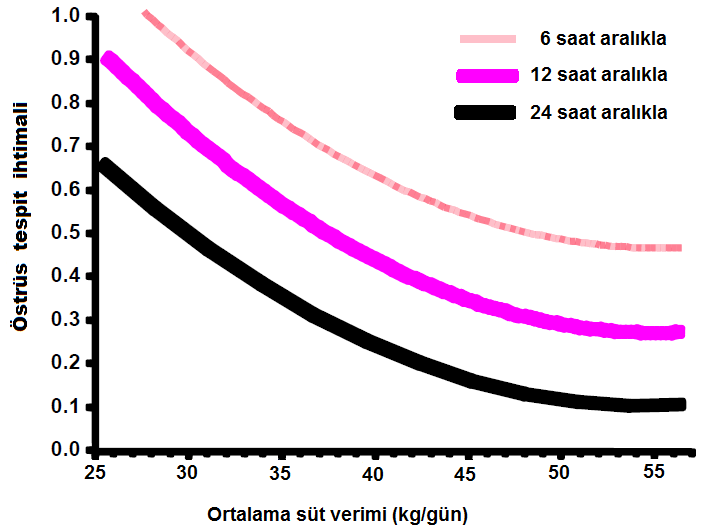 1.0
0.9
0.8
0.7
0.6
0.5
0.4
0.3
0.2
0.1
0.0
Östrüs tespit ihtimali
6 saat aralıkla
12 saat aralıkla
24 saat aralıkla
25 30 35 40 45 50 55
Ortalama süt verimi (kg/gün)